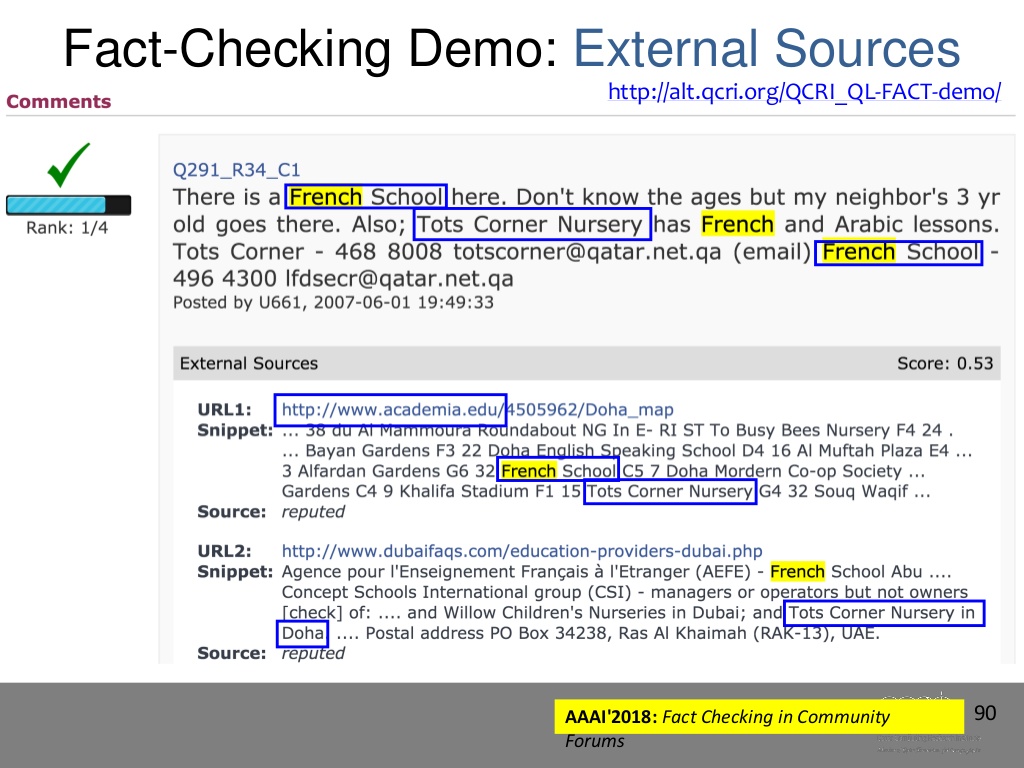 Fact-Checking Demo: External Sources
http://alt.qcri.org/QCRI_QL-FACT-demo/
Comments
Rank: 1/4
Q291_R34_C1
There is a French School here. Don't know the ages but my neighbor's 3 yr
old goes there. Also; Tots Corner Nursery has French and Arabic lessons.
Tots Corner - 468 8008 totscorner@qatar.net.qa (email) French School -
496 4300 lfdsecr@qatar.net.qa
Posted by U661, 2007-06-01 19:49:33
External Sources Score: 0.53
URL1: http://www.academia.edu/4505962/Doha_map
Snippet: ... 38 du Al Mammoura Roundabout NG In E- RI ST To Busy Bees Nursery F4 24 .
... Bayan Gardens F3 22 Doha English Speaking School D4 16 Al Muftah Plaza E4 ...
3 Alfardan Gardens G6 32 French School C5 7 Doha Mordern Co-op Society ...
Gardens C4 9 Khalifa Stadium F1 15 Tots Corner Nursery G4 32 Souq Waqif ...
Source: reputed
URL2: http://www.dubaifaqs.com/education-providers-dubai.php
Snippet: Agence pour l'Enseignement Français à l'Etranger (AEFE) - French School Abu ....
Concept Schools International group (CSI) - managers or operators but not owners
[check] of: .... and Willow Children's Nurseries in Dubai; and Tots Corner Nursery in
Doha .... Postal address PO Box 34238, Ras Al Khaimah (RAK-13), UAE.
Source: reputed
AAAI'2018: Fact Checking in Community
Forums
90